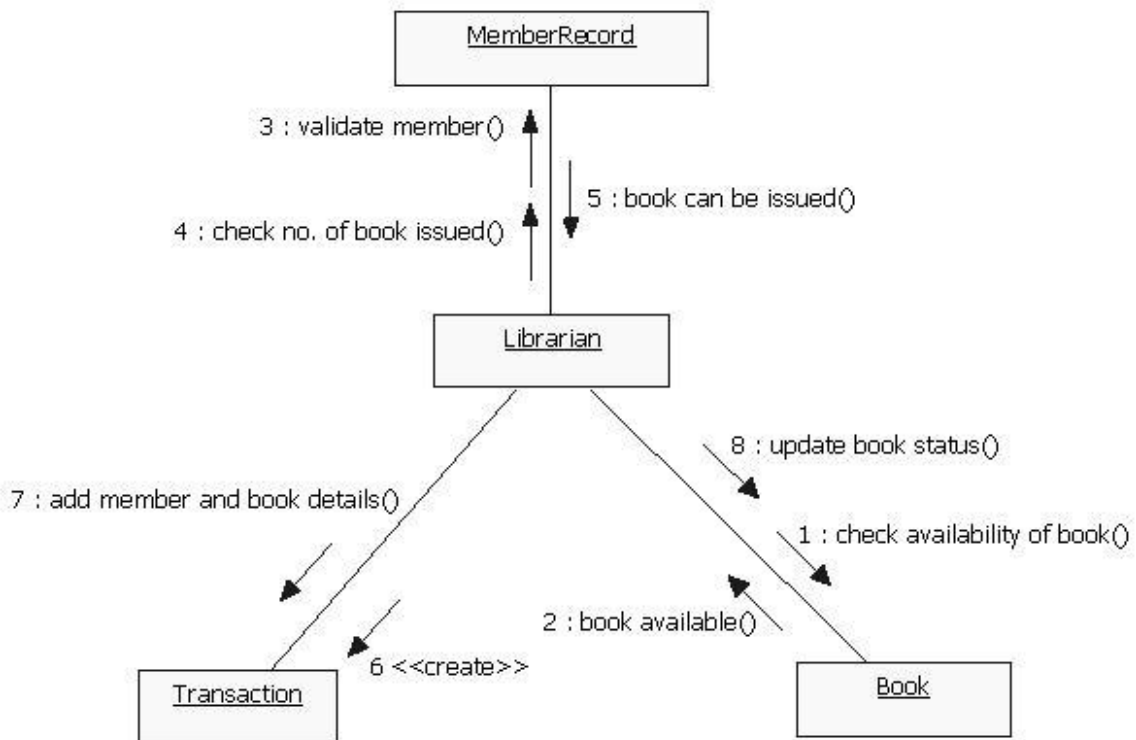 MemberRecord
3 : validate member()
5 : book can be issued()
4 : check no. of book issued()
Librarian
8 : update book status()
7 : add member and book details()
1 : check availability of book()
2 : book available()
6 <<create>>
Transaction
Book